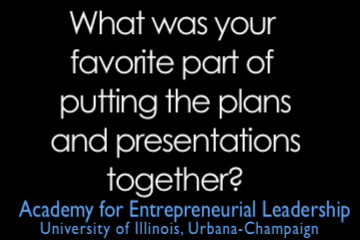 What was your
favorite part of
putting the plans
and presentations
together?
Academy for Entrepreneurial Leadership
University of Illinois, Urbana-Champaign